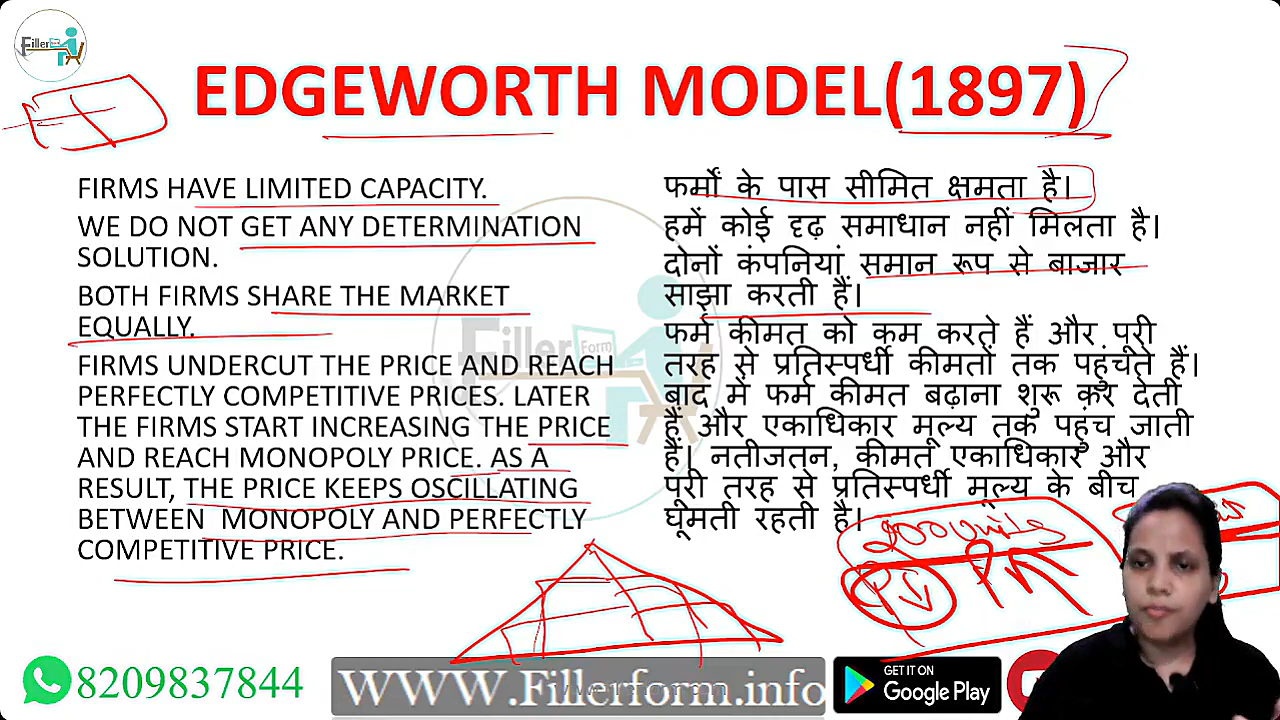 Filler Form
EDGEWORTH MODEL(1897)
FIRMS HAVE LIMITED CAPACITY.
WE DO NOT GET ANY DETERMINATION
SOLUTION.
BOTH FIRMS SHARE THE MARKET
EQUALLY.
FIRMS UNDERCUT THE PRICE AND REACH
PERFECTLY COMPETITIVE PRICES. LATER
THE FIRMS START INCREASING THE PRICE
AND REACH MONOPOLY PRICE. AS A
RESULT, THE PRICE KEEPS OSCILLATING
BETWEEN MONOPOLY AND PERFECTLY
COMPETITIVE PRICE.
फर्मों के पास सीमित क्षमता है।
हमें कोई दृढ़ समाधान नहीं मिलता है।
दोनों कंपनियां समान रूप से बाजार
साझा करती हैं।
फर्म कीमत को कम करते हैं और पूरी
तरह से प्रतिस्पर्धी कीमतों तक पहुंचते हैं।
बाद में फर्म कीमत बढ़ाना शुरू कर देती
हैं और एकाधिकार मूल्य तक पहुंच जाती
हैं। नतीजतन, कीमत एकाधिकार और
पूरी तरह से प्रतिस्पर्धी मूल्य के बीच
घूमती रहती है।
Filler Form
units
8209837844
www.Fillerform.info
GET IT ON
Google Play